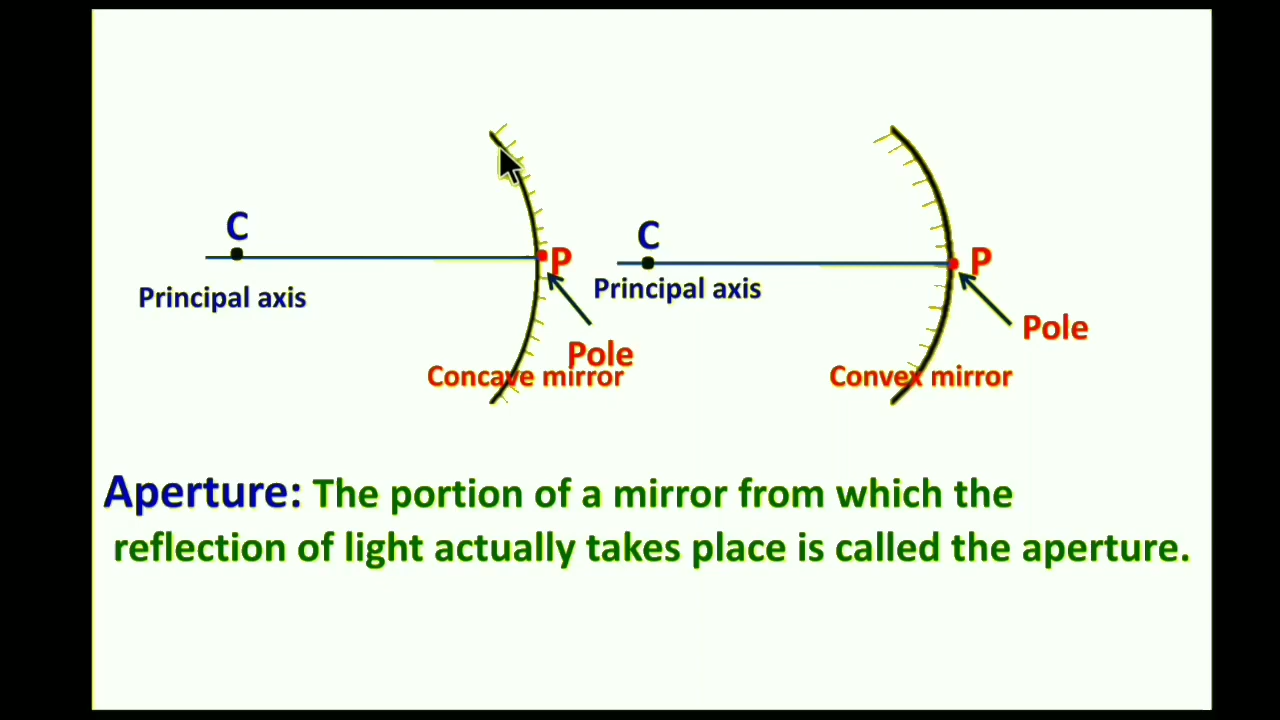 C
P
Principal axis
Pole
Concave mirror
C
P
Principal axis
Pole
Convex mirror
Aperture: The portion of a mirror from which the
reflection of light actually takes place is called the aperture.